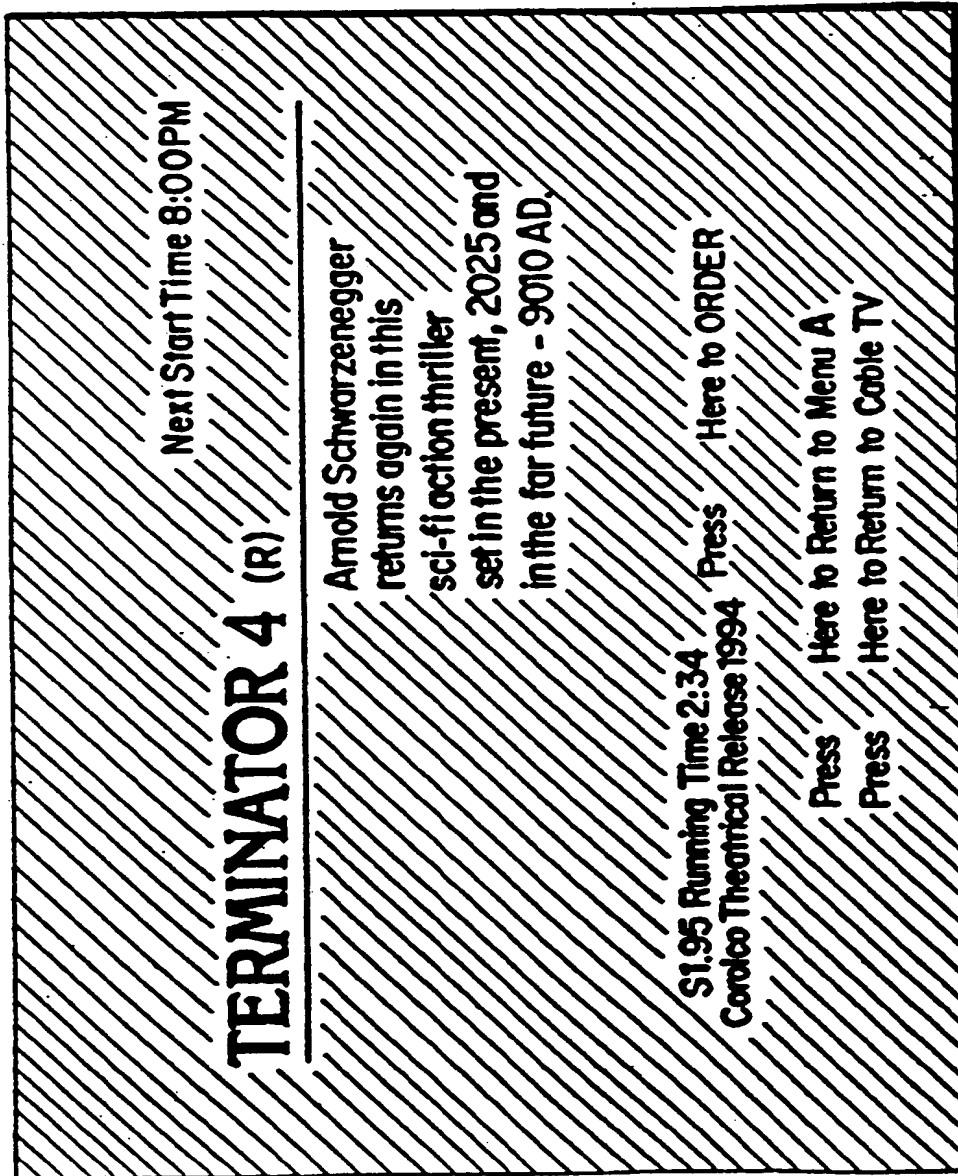 Next Start Time 8:00PM
TERMINATOR 4 (R)
Arnold Schwarzenegger
returns again in this
sci-fi action thriller
set in the present, 2025 and
in the far future - 9010 AD.
$1.95 Running Time 2:34
Carolco Theatrical Release 1994
Press Here to ORDER
Press Here to Return to Menu A
Press Here to Return to Cable TV